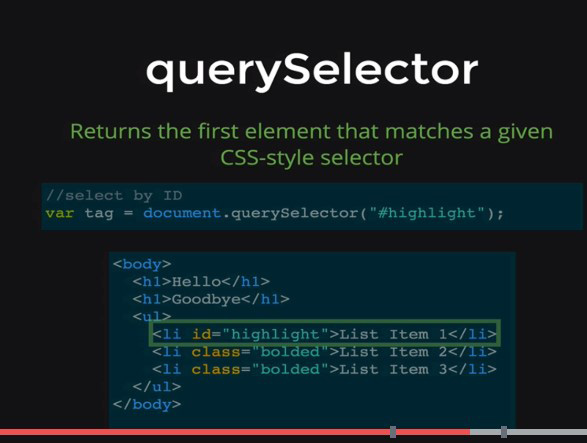 querySelector
Returns the first element that matches a given
CSS-style selector
//select by ID
var tag = document.querySelector("#highlight");
<body>
<h1>Hello</h1>
<h1>Goodbye</h1>
<ul>
<li id="highlight">List Item 1</li>
<li class="bolded">List Item 2</li>
<li class="bolded">List Item 3</li>
</ul>
</body>